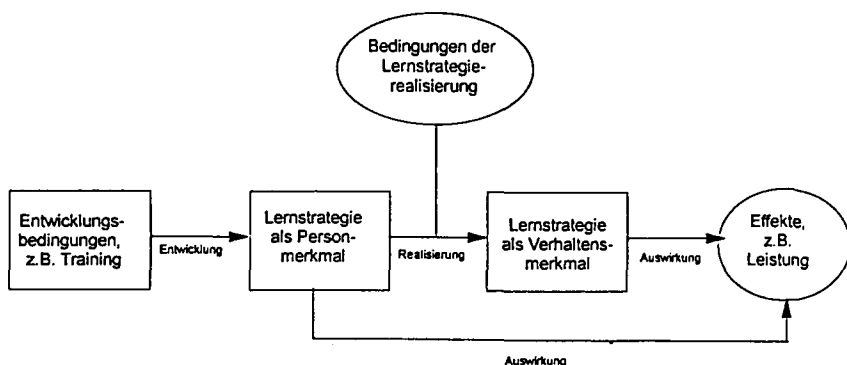 Bedingungen der
Lernstrategie-
realisierung
Entwicklungs-
bedingungen,
z.B. Training
Entwicklung
Lernstrategie
als Person-
merkmal
Realisierung
Lernstrategie
als Verhaltens-
merkmal
Auswirkung
Effekte,
z.B.
Leistung
Auswirkung